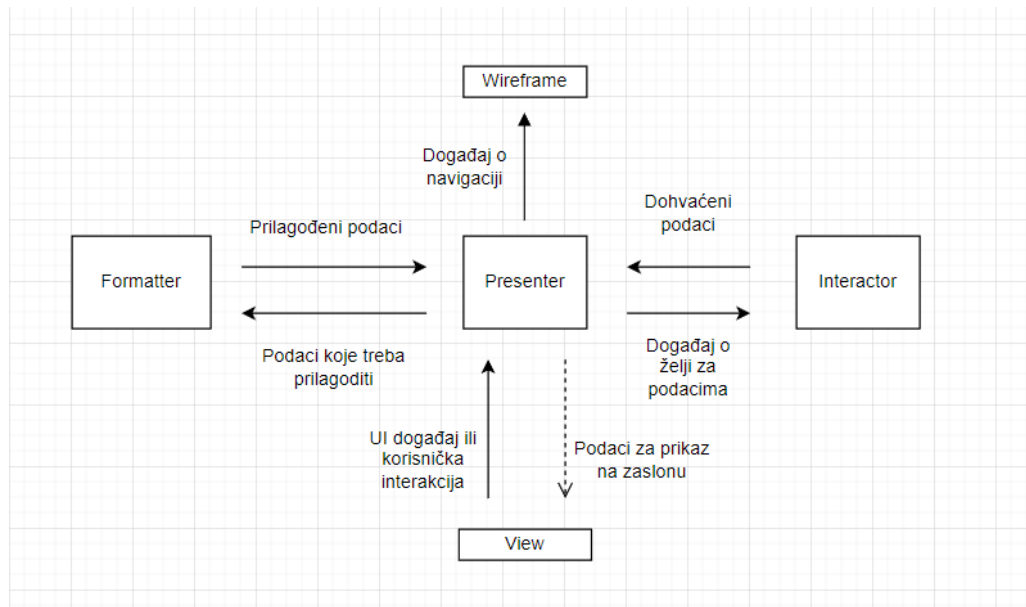 Wireframe
Događaj o
navigaciji
Dohvaćeni
podaci
Prilagođeni podaci
Formatter
Presenter
Interactor
Podaci koje treba
prilagoditi
Događaj o
želji za
podacima
UI događaj ili
korisnička
interakcija
Podaci za prikaz
na zaslonu
View